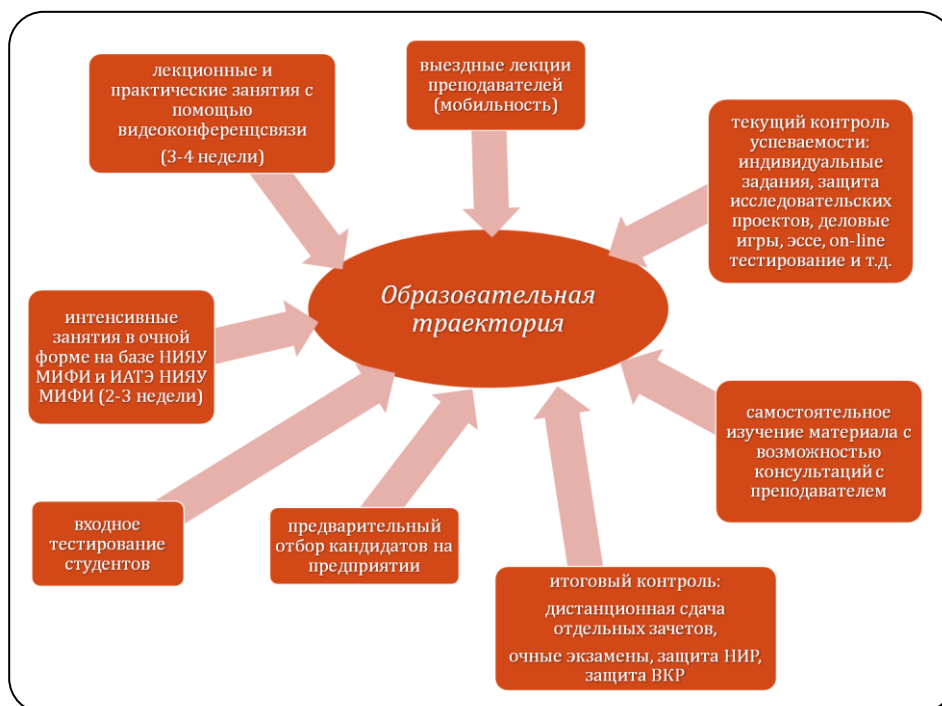 лекционные и
практические занятия с
помощью
видеоконференцсвязи
(3-4 недели)
выездные лекции
преподавателей
(мобильность)
текущий контроль
успеваемости:
индивидуальные
задания, защита
исследовательских
проектов, деловые
игры, эссе, on-line
тестирование и т.д.
Образовательная
траектория
интенсивные
занятия в очной
форме на базе НИЯУ
МИФИ и ИАТЭ НИЯУ
МИФИ (2-3 недели)
самостоятельное
изучение материала с
возможностью
консультаций с
преподавателем
входное
тестирование
студентов
предварительный
отбор кандидатов на
предприятии
итоговый контроль:
дистанционная сдача
отдельных зачетов,
очные экзамены, защита НИР,
защита ВКР